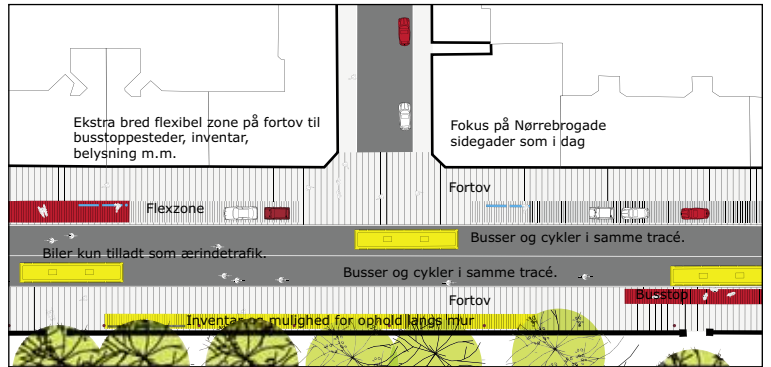 Ekstra bred flexibel zone på fortov til
busstoppesteder, inventar,
belysning m.m.
Fokus på Nørrebrogade
sidegader som i dag
Fortov
Flexzone
Busser og cykler i samme tracé.
Biler kun tilladt som ærindetrafik.
Busser og cykler i samme tracé.
Fortov
Busstop
Inventar og mulighed for ophold langs mur